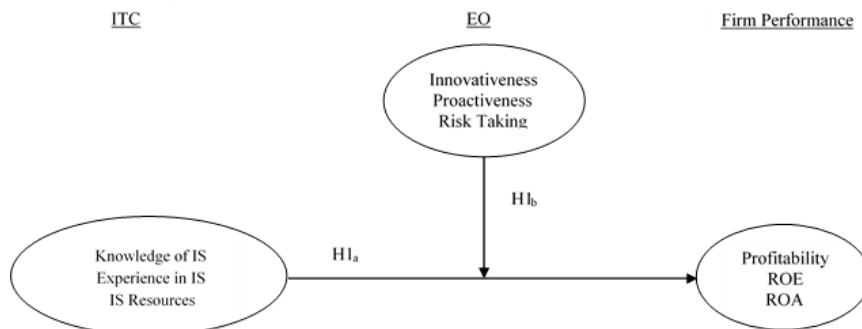 ITC
EO
Firm Performance
Innovativeness
Proactiveness
Risk Taking
H1b
H1a
Knowledge of IS
Experience in IS
IS Resources
Profitability
ROE
ROA